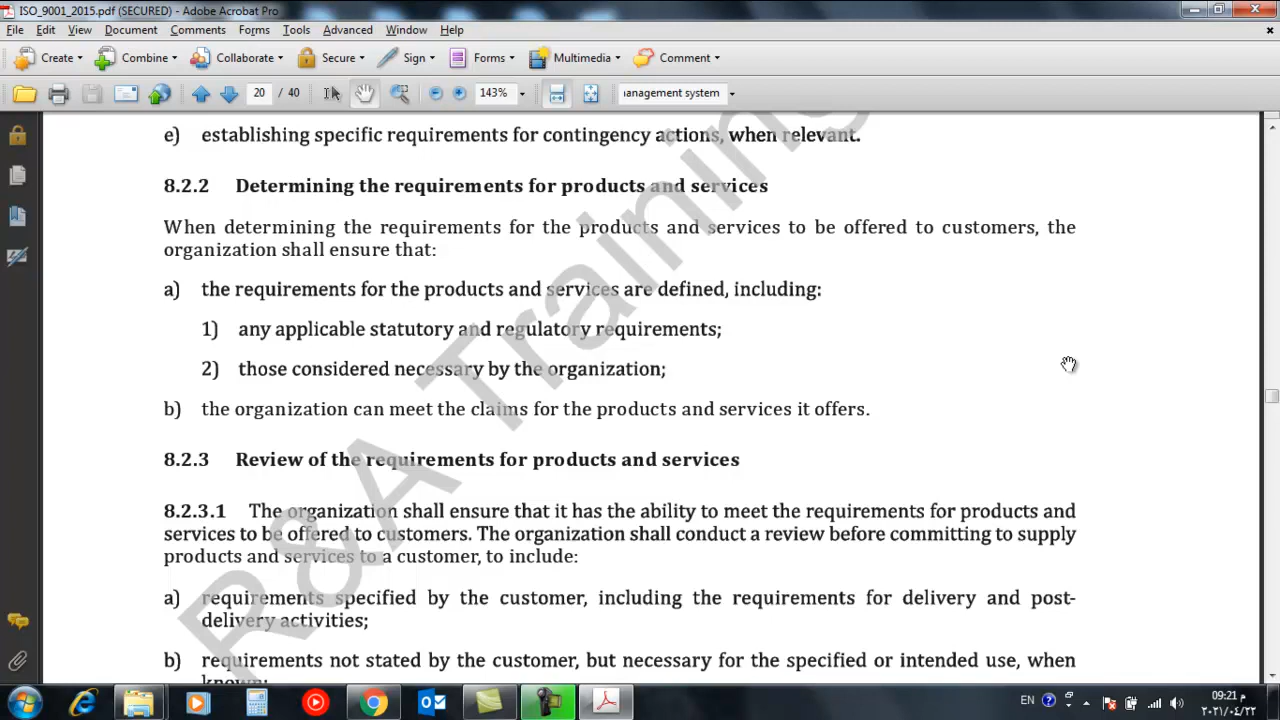 ISO_9001_2015.pdf (SECURED) - Adobe Acrobat Pro
File Edit View Document Comments Forms Tools Advanced Window Help
Create Combine Collaborate Secure Sign Forms Multimedia Comment
20 / 40 143% anagement system
e) establishing specific requirements for contingency actions, when relevant.
8.2.2 Determining the requirements for products and services
When determining the requirements for the products and services to be offered to customers, the
organization shall ensure that:
a) the requirements for the products and services are defined, including:
1) any applicable statutory and regulatory requirements;
2) those considered necessary by the organization;
b) the organization can meet the claims for the products and services it offers.
8.2.3 Review of the requirements for products and services
8.2.3.1 The organization shall ensure that it has the ability to meet the requirements for products and
services to be offered to customers. The organization shall conduct a review before committing to supply
products and services to a customer, to include:
a) requirements specified by the customer, including the requirements for delivery and post-
delivery activities;
b) requirements not stated by the customer, but necessary for the specified or intended use, when
known;
R&A Training
EN
09:21 م
٢٠٢١/٠٤/٢٢